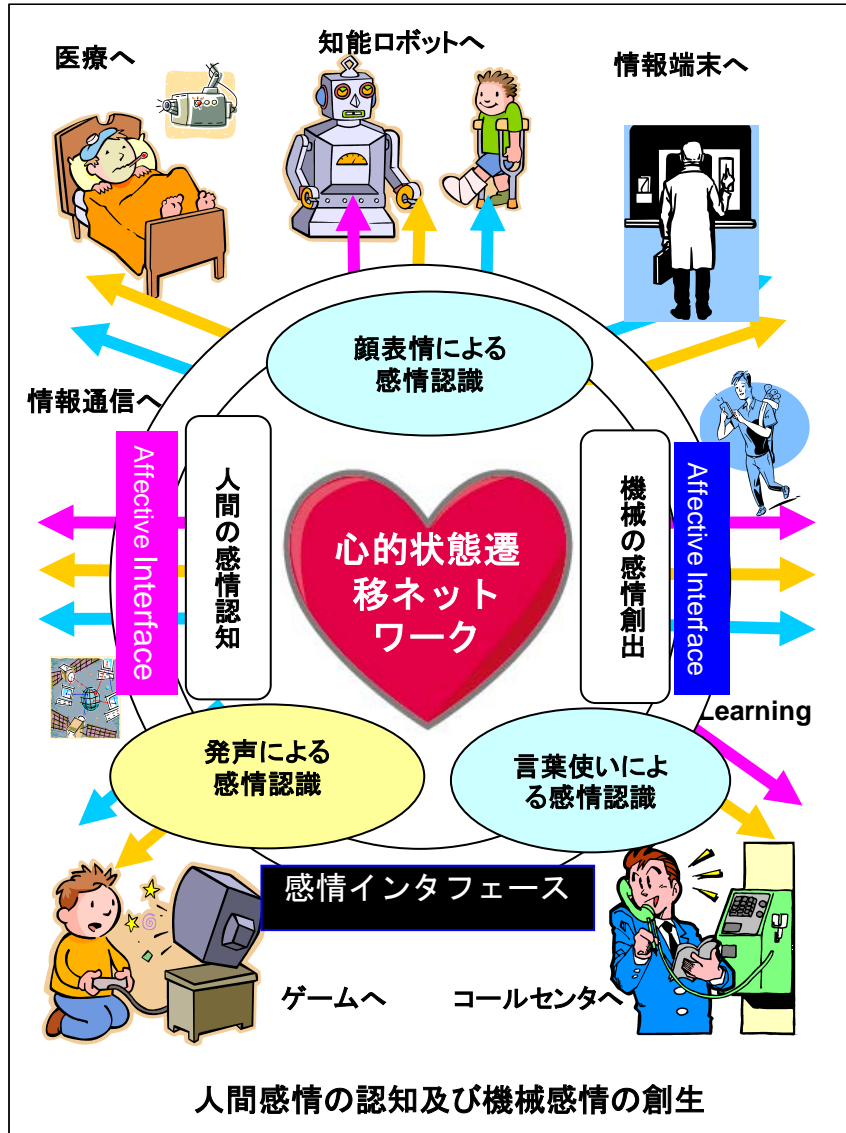 医療へ
知能ロボットへ
情報端末へ
顔表情による
感情認識
情報通信へ
Affective Interface
人間の感情認知
心的状態遷
移ネット
ワーク
機械の感情創出
Affective Interface
Learning
発声による
感情認識
言葉使いによ
る感情認識
感情インタフェース
ゲームへ
コールセンタへ
人間感情の認知及び機械感情の創生